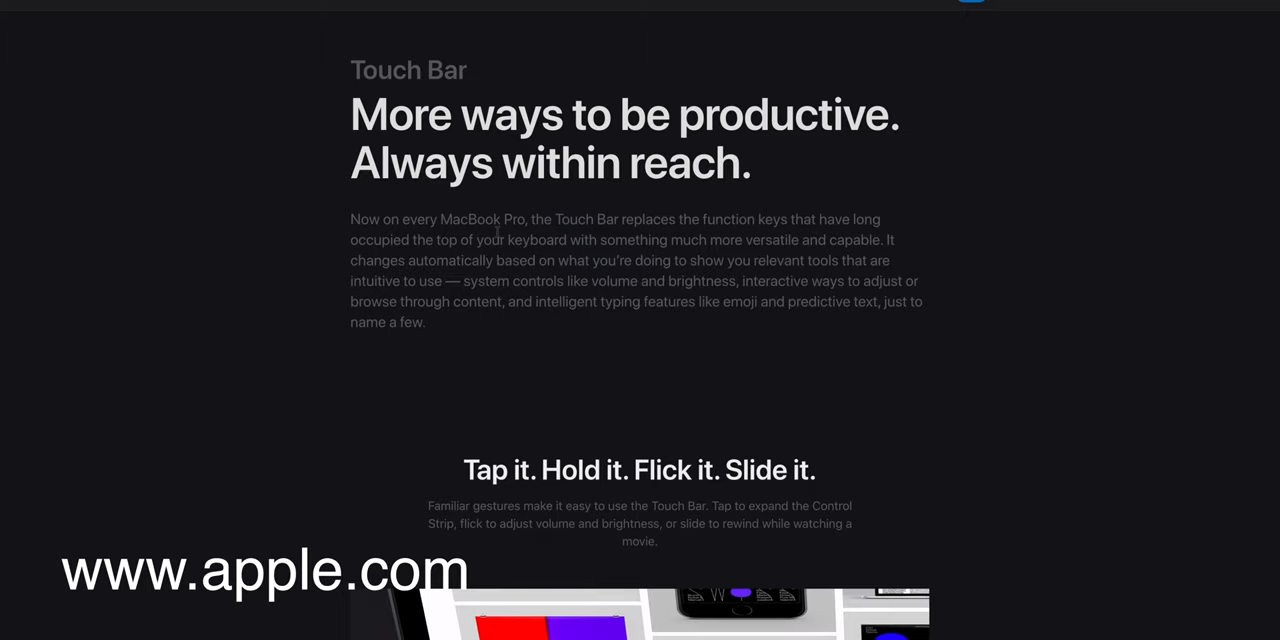 Touch Bar
More ways to be productive.
Always within reach.
Now on every MacBook Pro, the Touch Bar replaces the function keys that have long
occupied the top of your keyboard with something much more versatile and capable. It
changes automatically based on what you’re doing to show you relevant tools that are
intuitive to use — system controls like volume and brightness, interactive ways to adjust or
browse through content, and intelligent typing features like emoji and predictive text, just to
name a few.
Tap it. Hold it. Flick it. Slide it.
Familiar gestures make it easy to use the Touch Bar. Tap to expand the Control
Strip, flick to adjust volume and brightness, or slide to rewind while watching a
movie.
www.apple.com